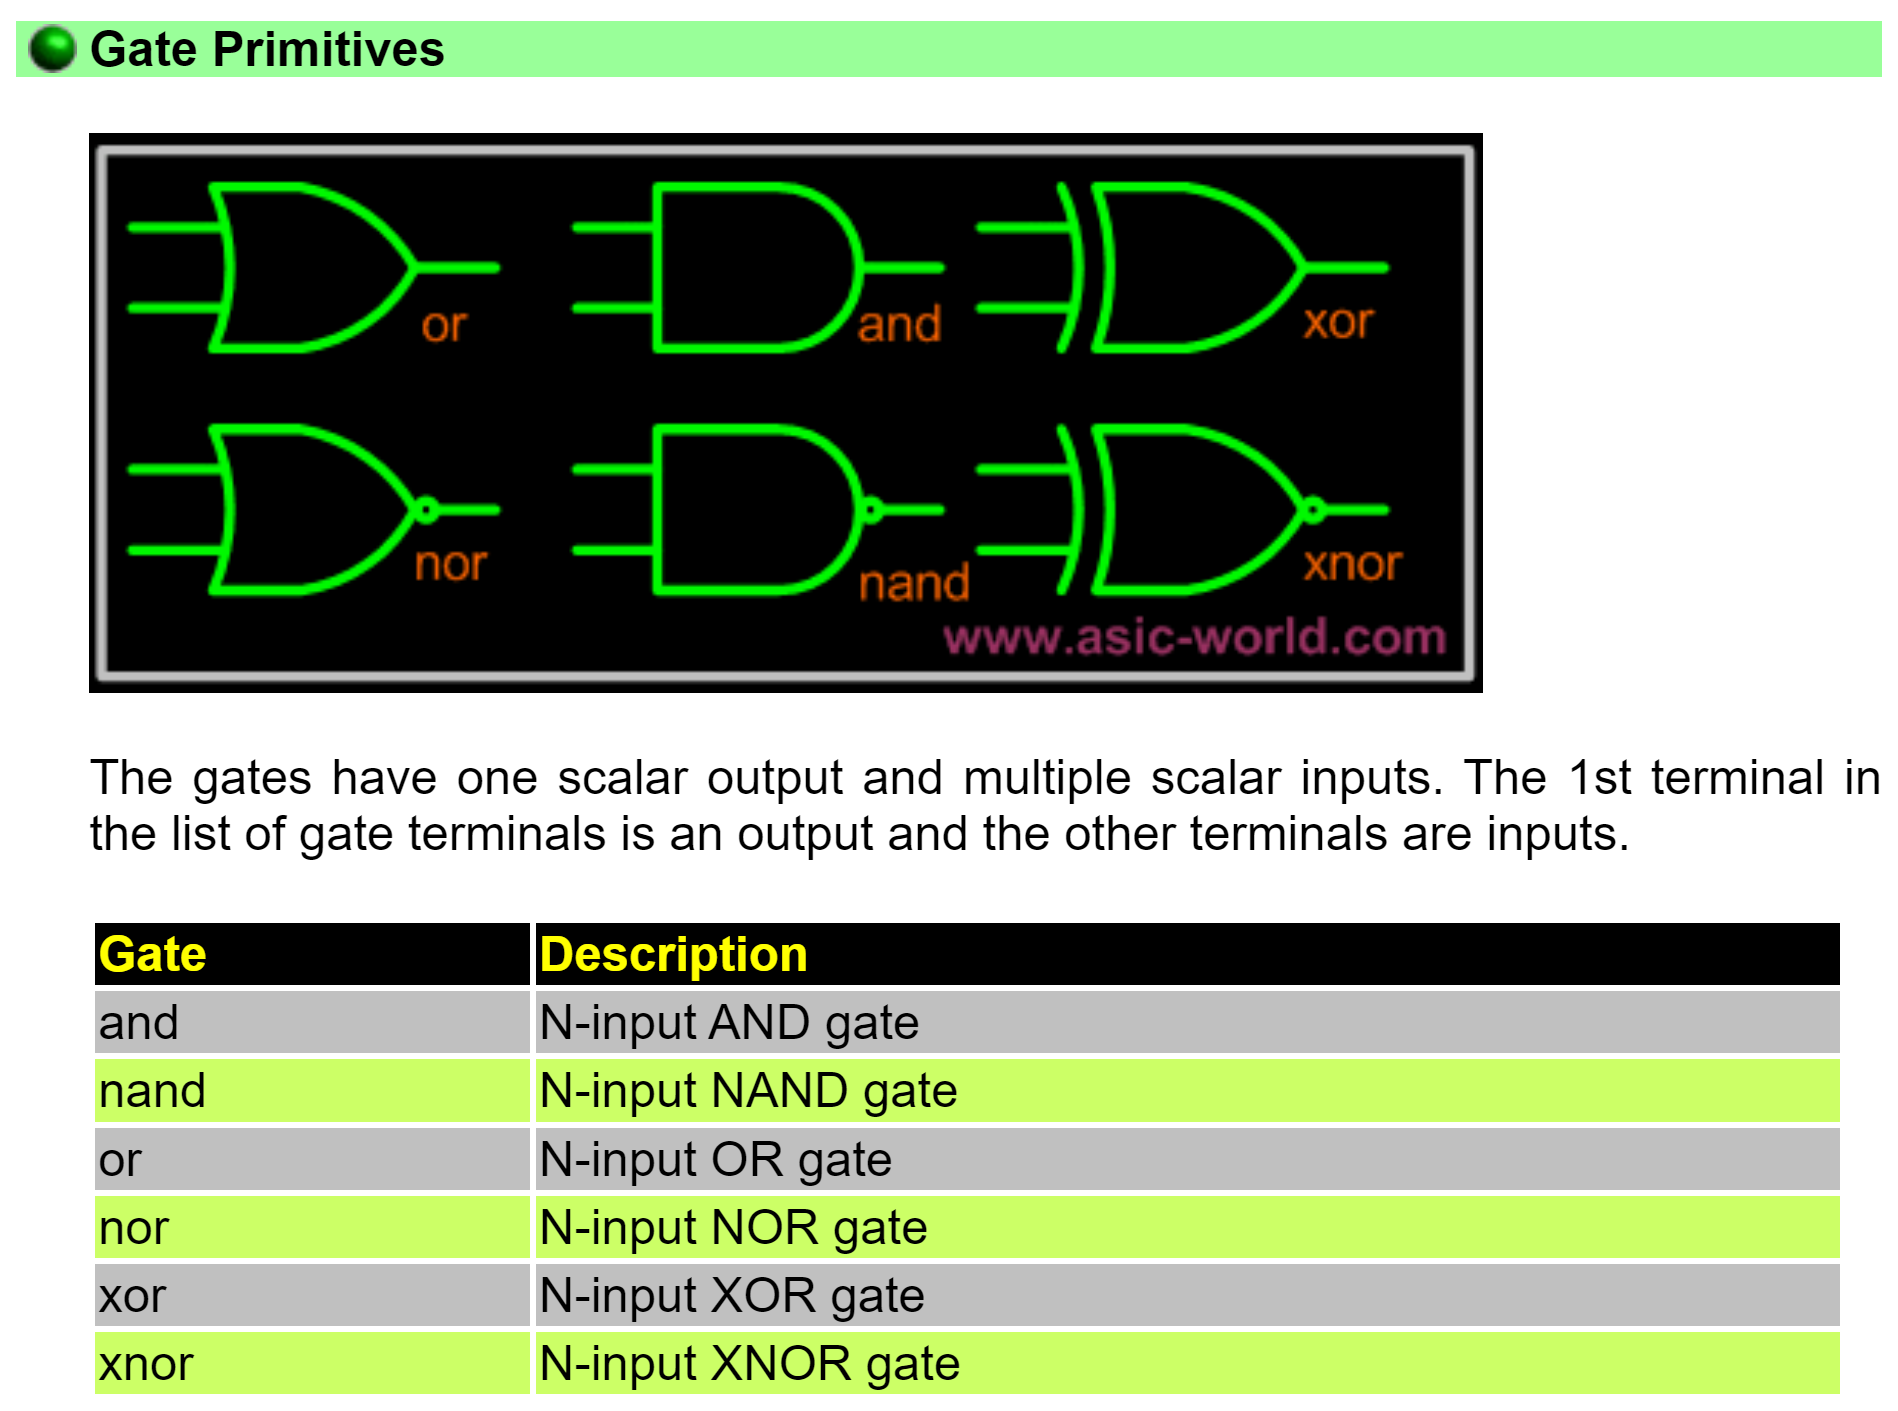 Gate Primitives
or
and
xor
nor
nand
xnor
www.asic-world.com
The gates have one scalar output and multiple scalar inputs. The 1st terminal in
the list of gate terminals is an output and the other terminals are inputs.
Gate Description
and N-input AND gate
nand N-input NAND gate
or N-input OR gate
nor N-input NOR gate
xor N-input XOR gate
xnor N-input XNOR gate